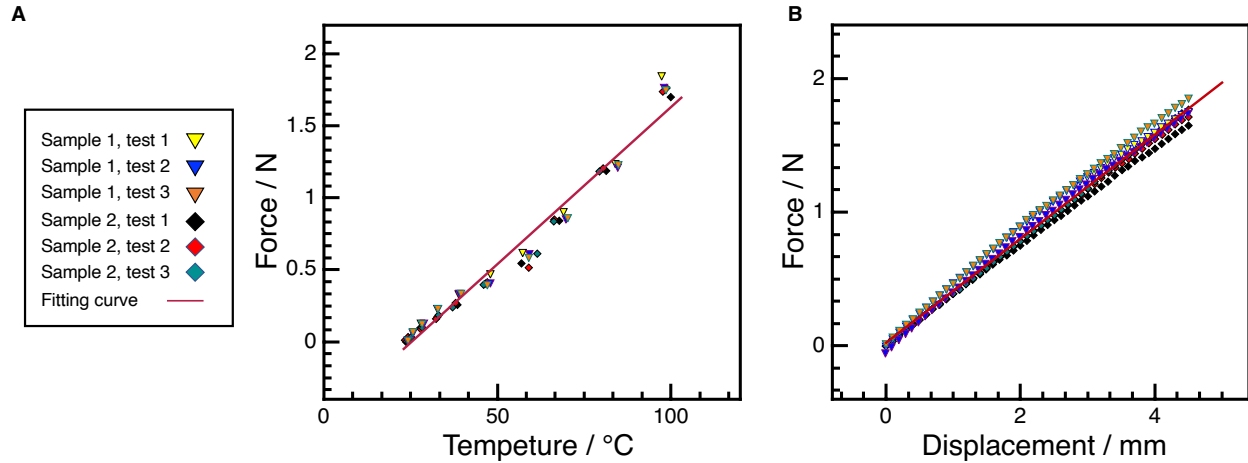 A
B
Sample 1, test 1
Sample 1, test 2
Sample 1, test 3
Sample 2, test 1
Sample 2, test 2
Sample 2, test 3
Fitting curve
Force / N
2
1.5
1
0.5
0
0
50
100
Tempeture / °C
Force / N
2
1
0
0
2
4
Displacement / mm